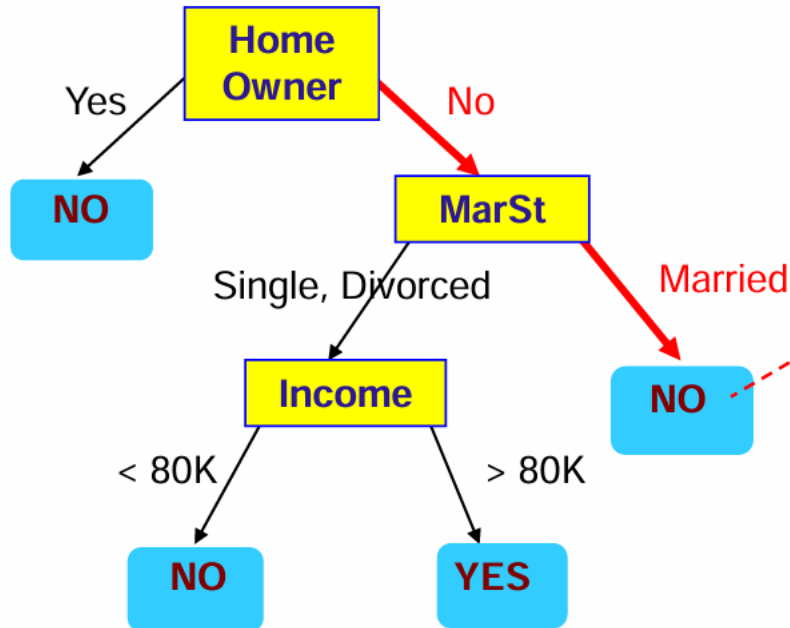 Home
Owner
Yes
No
NO
MarSt
Single, Divorced
Married
Income
NO
< 80K
> 80K
NO
YES